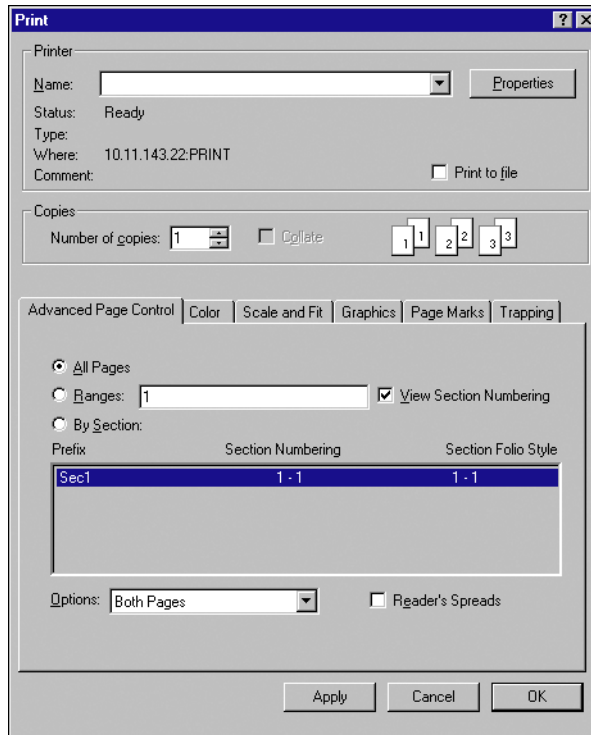 Print
Printer
Name:
Properties
Status: Ready
Type:
Where: 10.11.143.22:PRINT
Comment:
Print to file
Copies
Number of copies: 1
Collate
1 1 2 2 3 3
Advanced Page Control Color Scale and Fit Graphics Page Marks Trapping
All Pages
Ranges: 1 View Section Numbering
By Section:
Prefix Section Numbering Section Folio Style
Sec1 1 - 1 1 - 1
Options: Both Pages Reader's Spreads
Apply Cancel OK